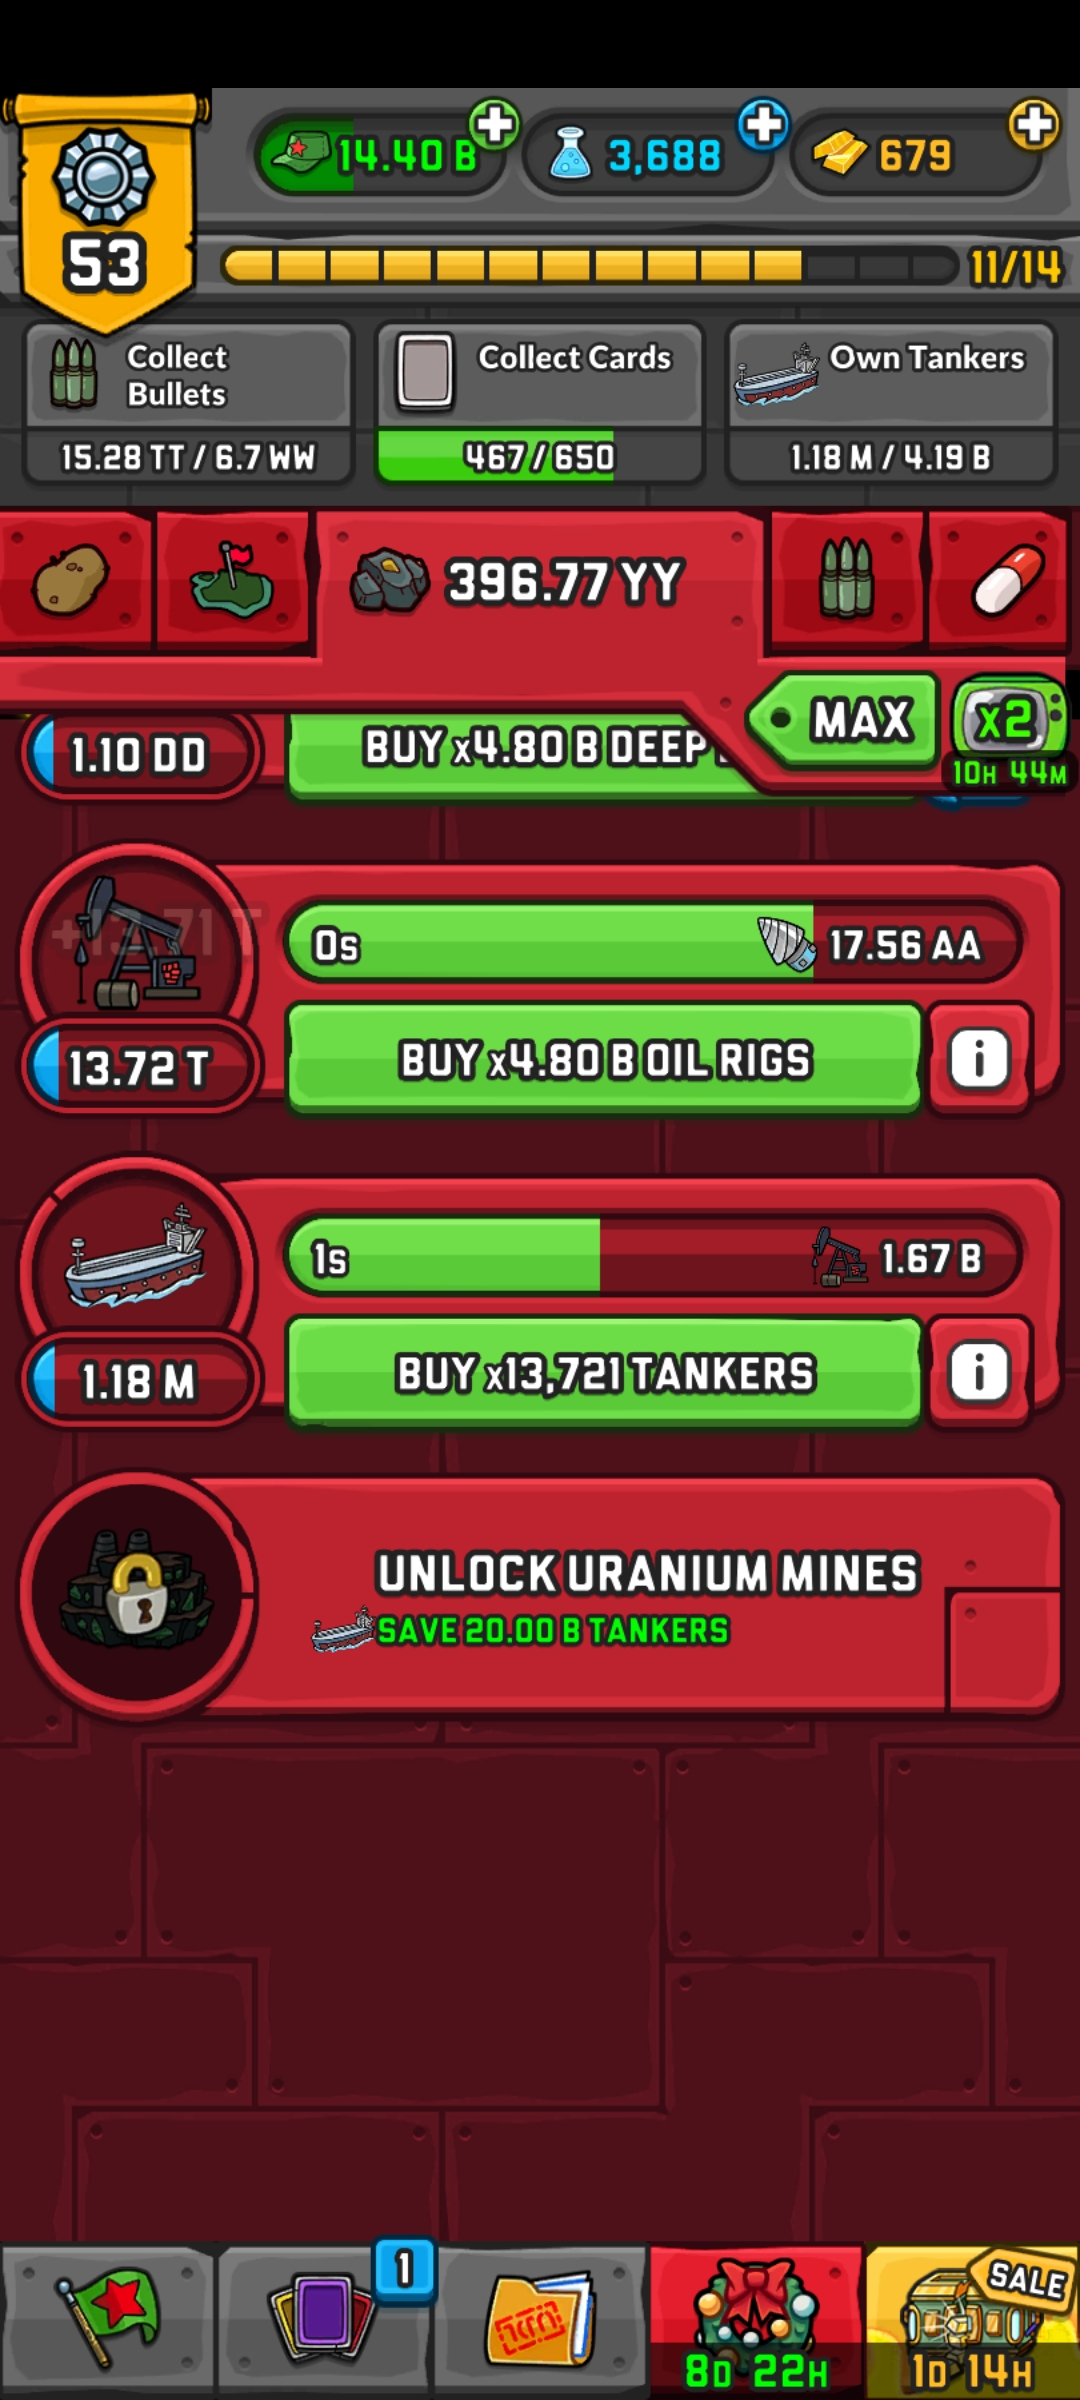 14.40 B
3,688
679
53
11/14
Collect
Bullets
15.28 TT / 6.7 WW
Collect Cards
467 / 650
Own Tankers
1.18 M / 4.19 B
396.77 YY
MAX
x2
10H 44M
1.10 DD
BUY x4.80 B DEEP
+13.71 T
0s
17.56 AA
13.72 T
BUY x4.80 B OIL RIGS
i
1s
1.67 B
1.18 M
BUY x13,721 TANKERS
i
UNLOCK URANIUM MINES
SAVE 20.00 B TANKERS
1
8D 22H
SALE
1D 14H